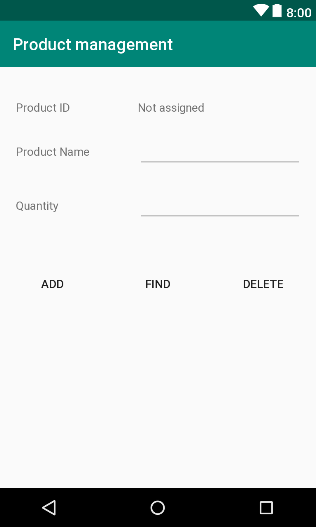 8:00
Product management
Product ID Not assigned
Product Name
Quantity
ADD FIND DELETE